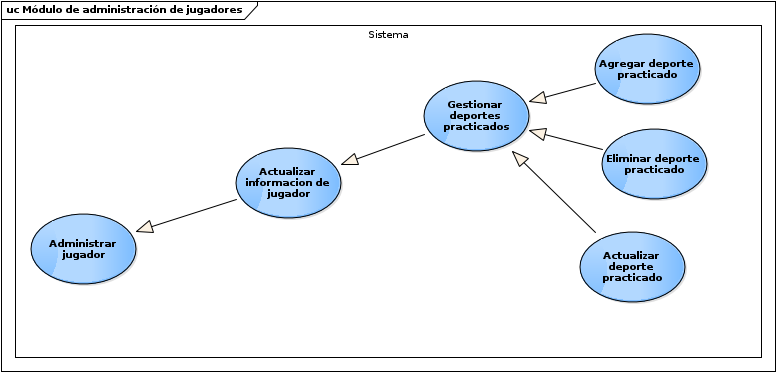 uc Módulo de administración de jugadores
Sistema
Agregar deporte
practicado
Gestionar
deportes
practicados
Eliminar deporte
practicado
Actualizar
informacion de
jugador
Administrar
jugador
Actualizar
deporte
practicado